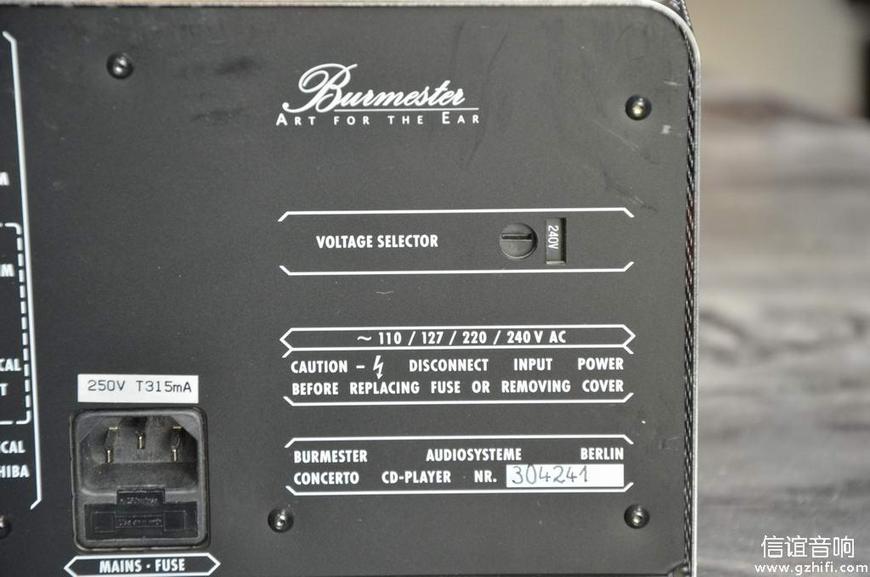 Burmester
ART FOR THE EAR
VOLTAGE SELECTOR
240V
~ 110 / 127 / 220 / 240 V AC
CAUTION - DISCONNECT INPUT POWER
BEFORE REPLACING FUSE OR REMOVING COVER
250V T315mA
BURMESTER AUDIOSYSTEME BERLIN
CONCERTO CD-PLAYER NR. 304241
MAINS - FUSE
信谊音响
www.gzhifi.com